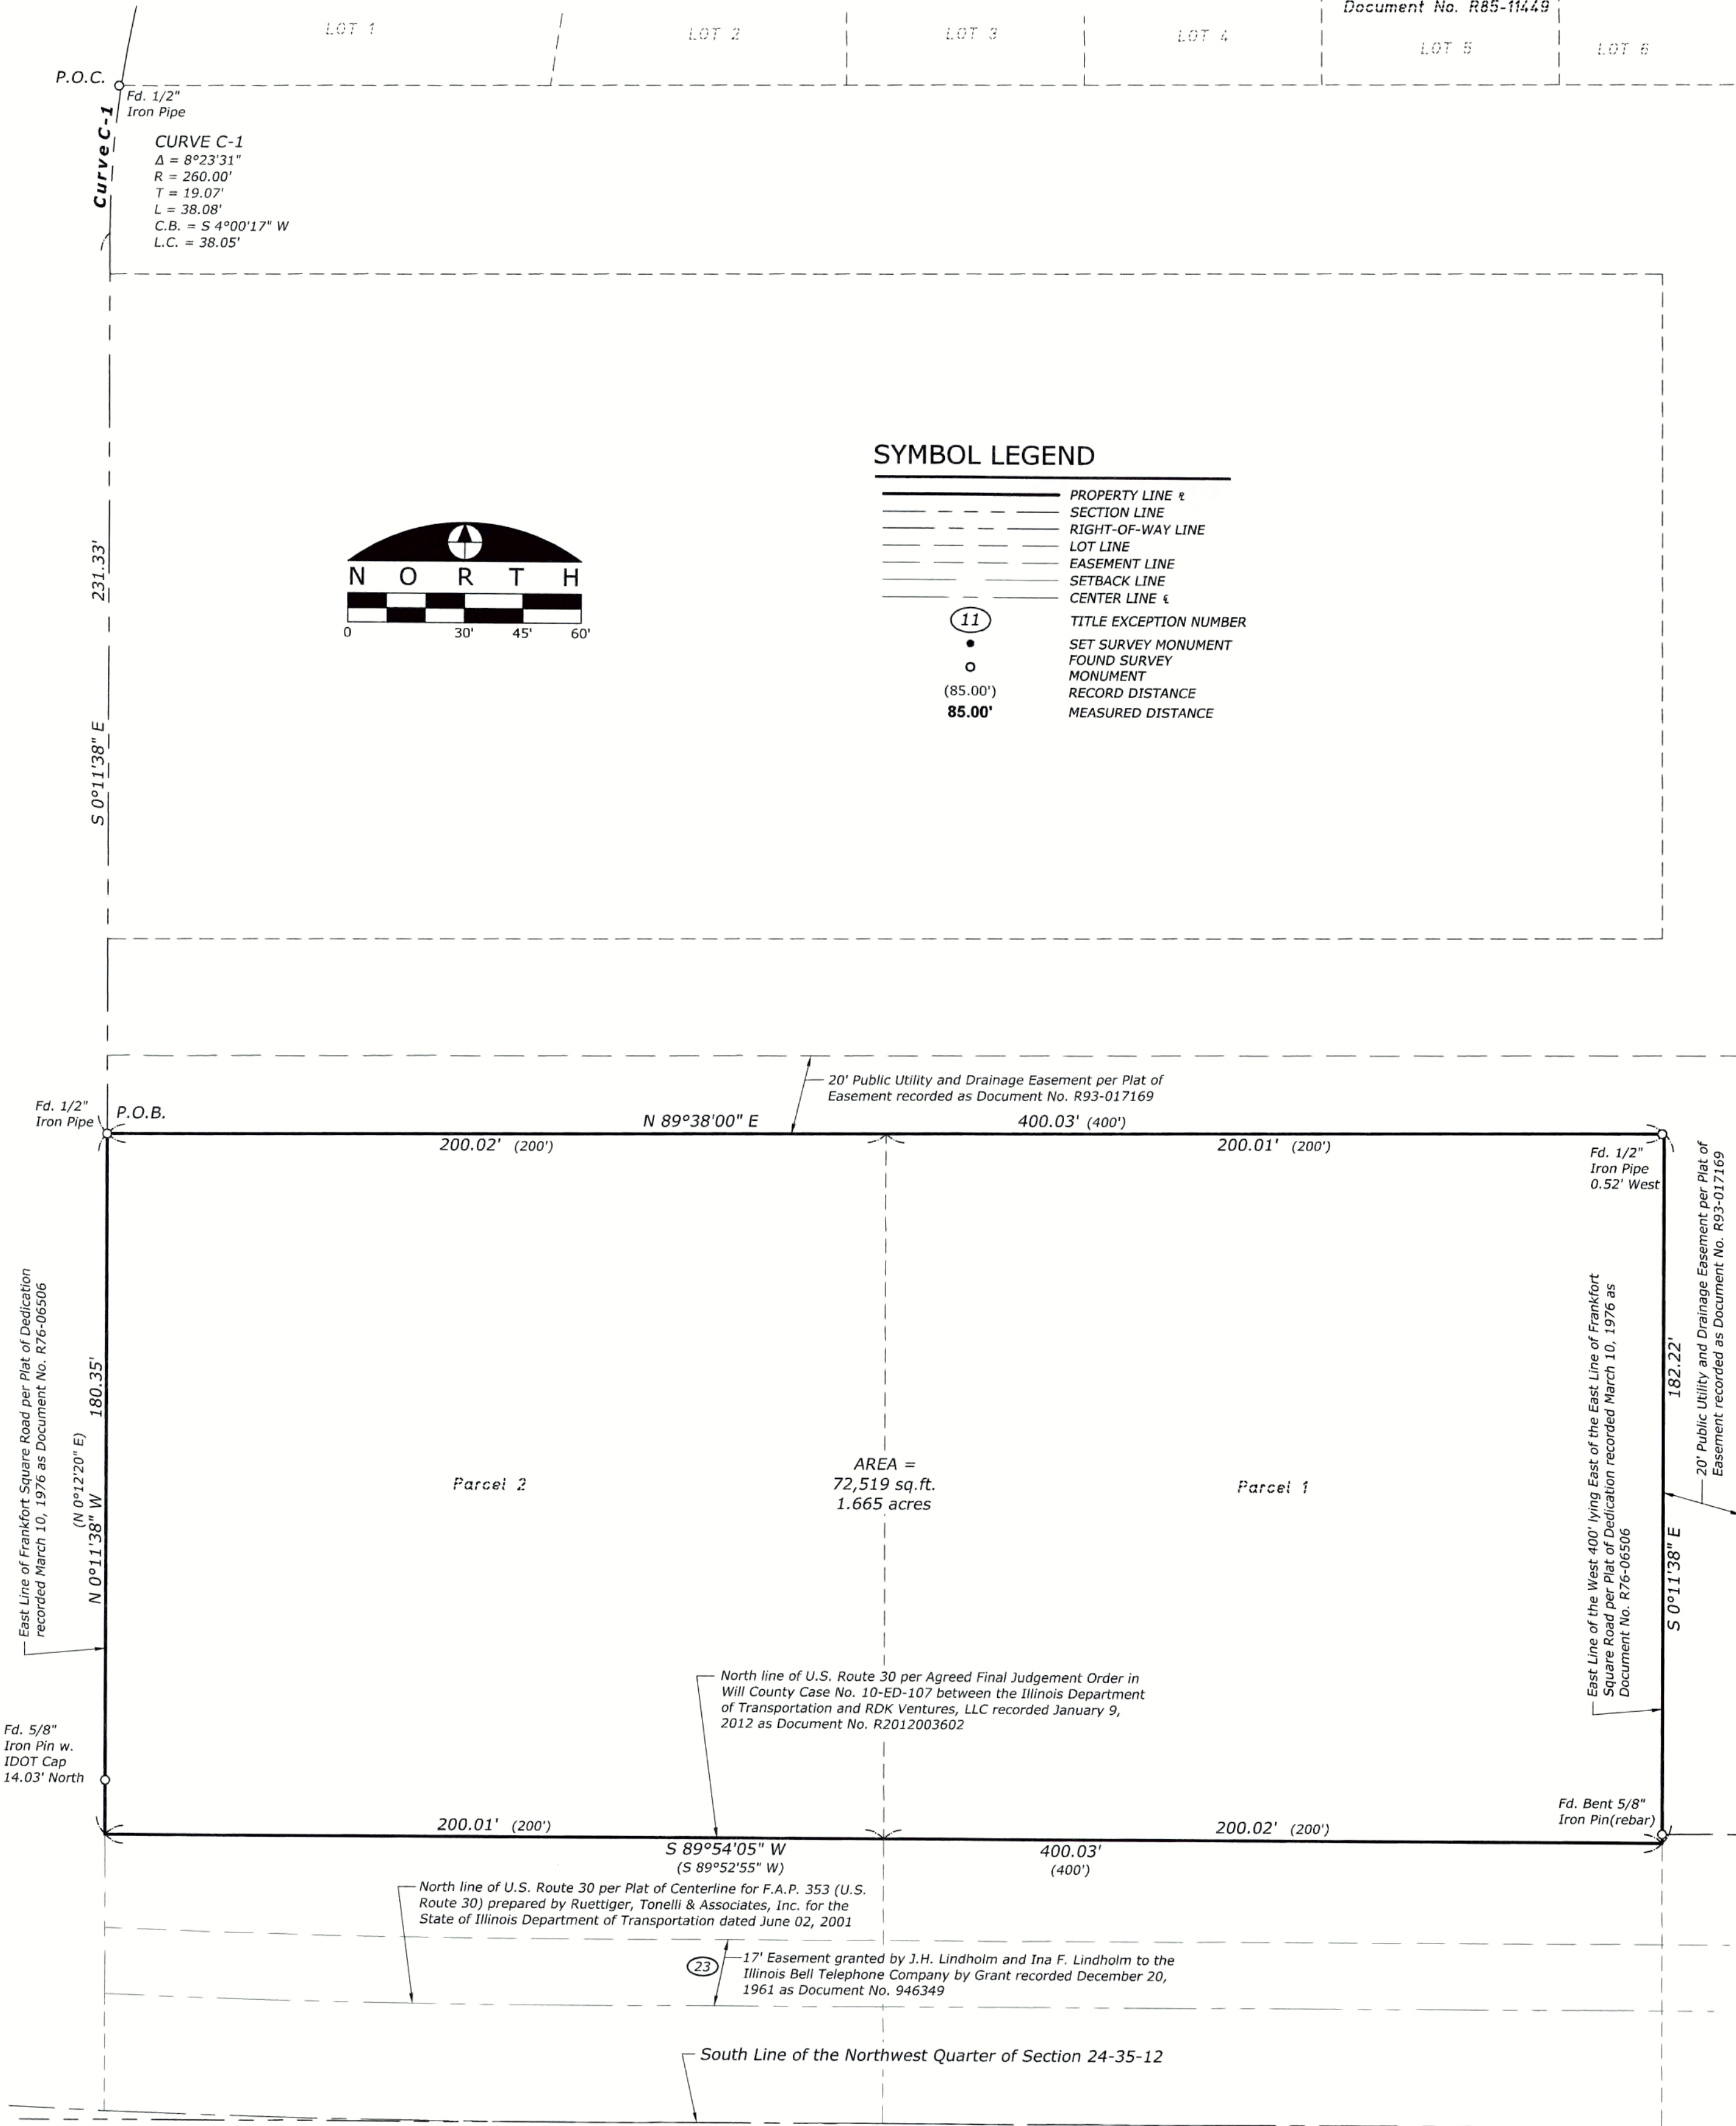 Document No. R85-11449
LOT 1
LOT 2
LOT 3
LOT 4
LOT 5
LOT 6
P.O.C.
Fd. 1/2"
Iron Pipe
Curve C-1
CURVE C-1
Δ = 8°23'31"
R = 260.00'
T = 19.07'
L = 38.08'
C.B. = S 4°00'17" W
L.C. = 38.05'
231.33'
S 0°11'38" E
N O R T H
0 30' 45' 60'
SYMBOL LEGEND
PROPERTY LINE ℄
SECTION LINE
RIGHT-OF-WAY LINE
LOT LINE
EASEMENT LINE
SETBACK LINE
CENTER LINE ℄
11 TITLE EXCEPTION NUMBER
SET SURVEY MONUMENT
FOUND SURVEY
MONUMENT
(85.00') RECORD DISTANCE
85.00' MEASURED DISTANCE
20' Public Utility and Drainage Easement per Plat of
Easement recorded as Document No. R93-017169
Fd. 1/2"
Iron Pipe
P.O.B.
N 89°38'00" E
400.03' (400')
200.02' (200')
200.01' (200')
Fd. 1/2"
Iron Pipe
0.52' West
East Line of Frankfort Square Road per Plat of Dedication
recorded March 10, 1976 as Document No. R76-06506
(N 0°12'20" E)
N 0°11'38" W
180.35'
Parcel 2
AREA =
72,519 sq.ft.
1.665 acres
Parcel 1
East Line of the West 400' lying East of the East Line of Frankfort
Square Road per Plat of Dedication recorded March 10, 1976 as
Document No. R76-06506
182.22'
S 0°11'38" E
20' Public Utility and Drainage Easement per Plat of
Easement recorded as Document No. R93-017169
North line of U.S. Route 30 per Agreed Final Judgement Order in
Will County Case No. 10-ED-107 between the Illinois Department
of Transportation and RDK Ventures, LLC recorded January 9,
2012 as Document No. R2012003602
Fd. 5/8"
Iron Pin w.
IDOT Cap
14.03' North
Fd. Bent 5/8"
Iron Pin(rebar)
200.01' (200')
200.02' (200')
S 89°54'05" W
(S 89°52'55" W)
400.03'
(400')
North line of U.S. Route 30 per Plat of Centerline for F.A.P. 353 (U.S.
Route 30) prepared by Ruettiger, Tonelli & Associates, Inc. for the
State of Illinois Department of Transportation dated June 02, 2001
23
17' Easement granted by J.H. Lindholm and Ina F. Lindholm to the
Illinois Bell Telephone Company by Grant recorded December 20,
1961 as Document No. 946349
South Line of the Northwest Quarter of Section 24-35-12